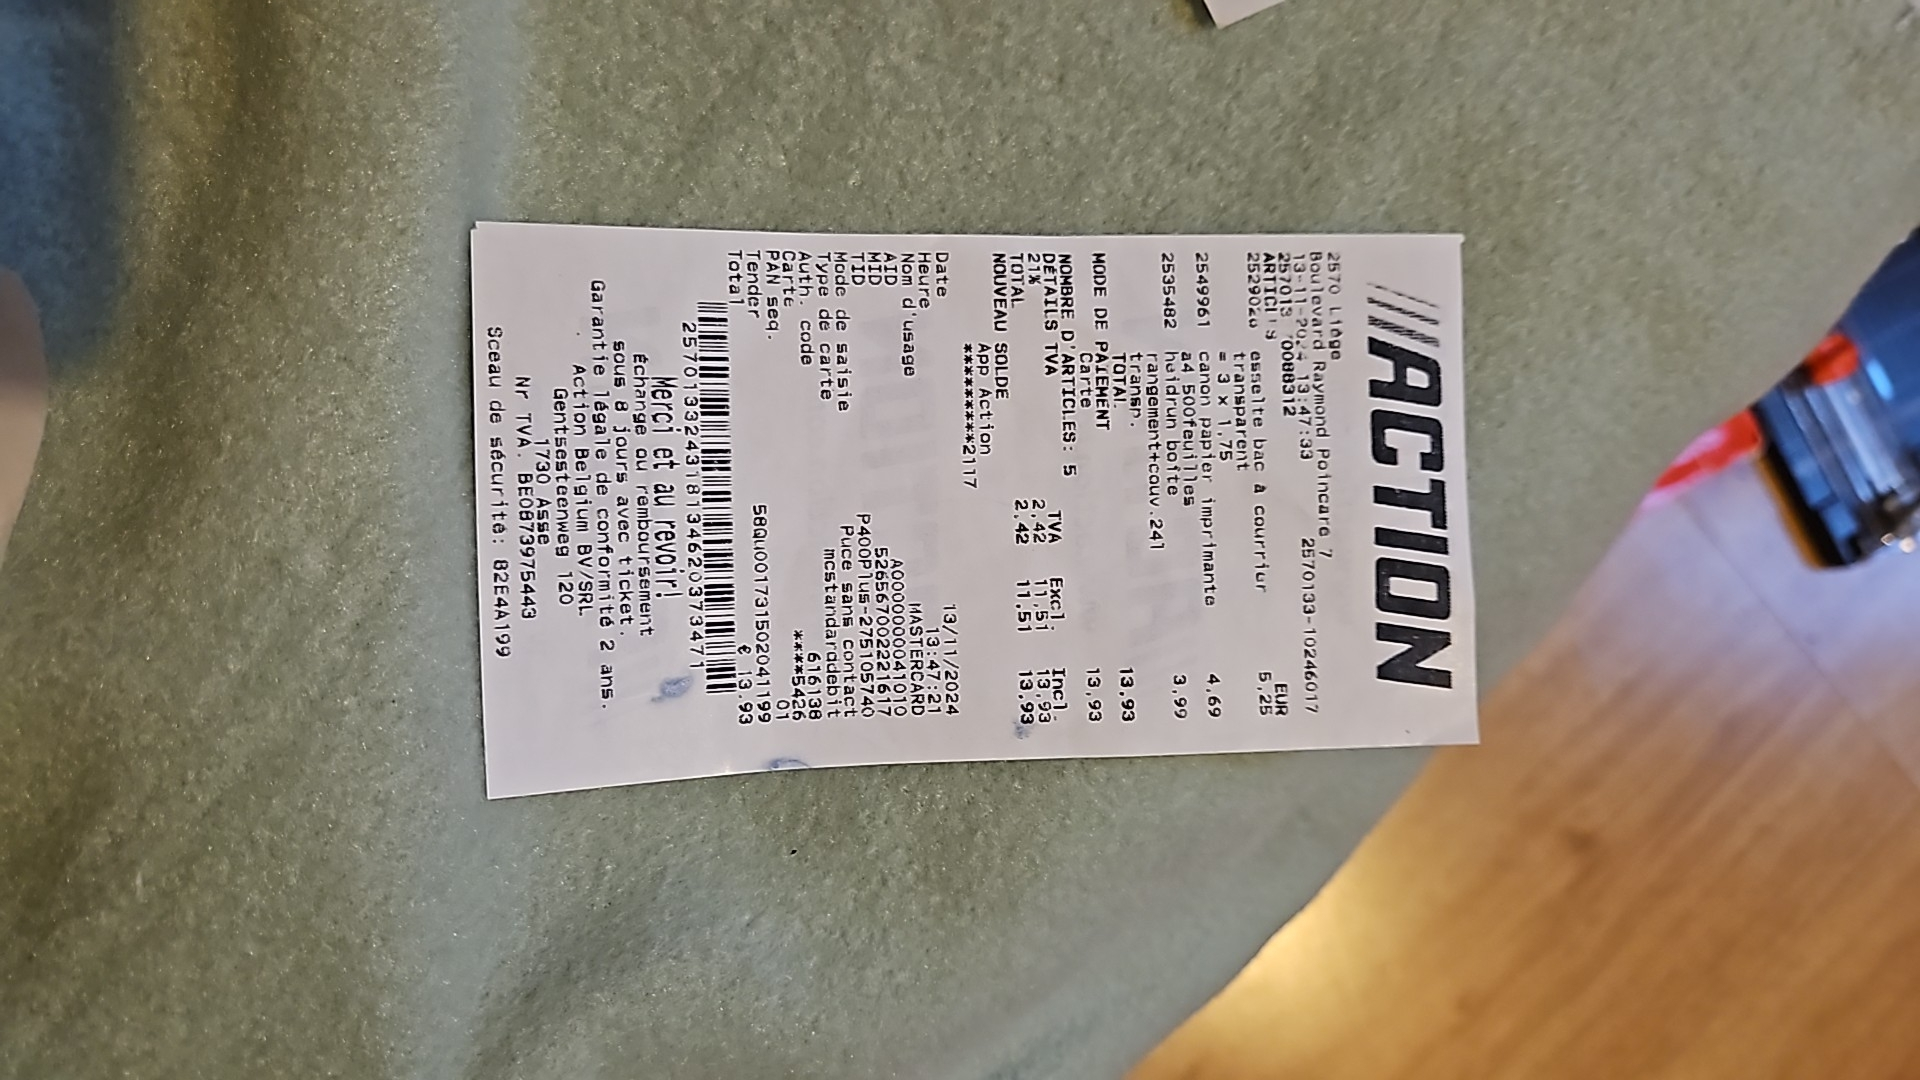 ACTION
2570 Liège
Boulevard Raymond Poincaré 7
13-11-2024 13:47:33 2570133-10246017
257013
ARTICLES EUR
2529020 esselte bac à courrier 5,25
transparent
= 3 x 1,75
2549961 canon papier imprimante 4,69
a4 500feuilles
2535482 heidrun boîte 3,99
rangement+couv.241
transp.
TOTAL 13,93
MODE DE PAIEMENT
Carte 13,93
NOMBRE D'ARTICLES: 5
DÉTAILS TVA TVA Excl. Incl.
21% 2,42 11,51 13,93
TOTAL 2,42 11,51 13,93
NOUVEAU SOLDE
App Action
*********2117
Date 13/11/2024
Heure 13:47:21
Nom d'usage MASTERCARD
AID A0000000041010
MID 526567002221617
TID P400Plus-275105740
Mode de saisie Puce sans contact
Type de carte mcstandarddebit
Auth. code 616138
Carte ****5426
PAN seq. 01
Tender 58QU001731502041199
Total € 13.93
2570133243181346203734​71
Merci et au revoir!
Échange ou remboursement
sous 8 jours avec ticket.
Garantie légale de conformité 2 ans.
Action Belgium BV/SRL
Gentsesteenweg 120
1730 Asse
Nr TVA. BE0873975443
Sceau de sécurité: 82E4A199